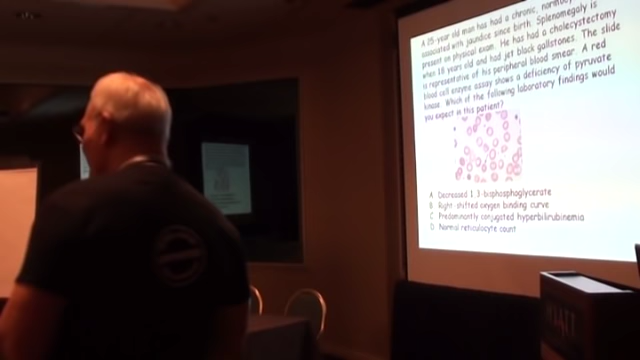 A 25-year old man has had a chronic,
associated with jaundice since birth. Splenomegaly is
present on physical exam. He has had a cholecystectomy
when 16 years old and had jet black gallstones. The slide
is representative of his peripheral blood smear. A red
blood cell enzyme assay shows a deficiency of pyruvate
kinase. Which of the following laboratory findings would
you expect in this patient?
A Decreased 1,3-bisphosphoglycerate
B Right-shifted oxygen binding curve
C Predominantly conjugated hyperbilirubinemia
D Normal reticulocyte count